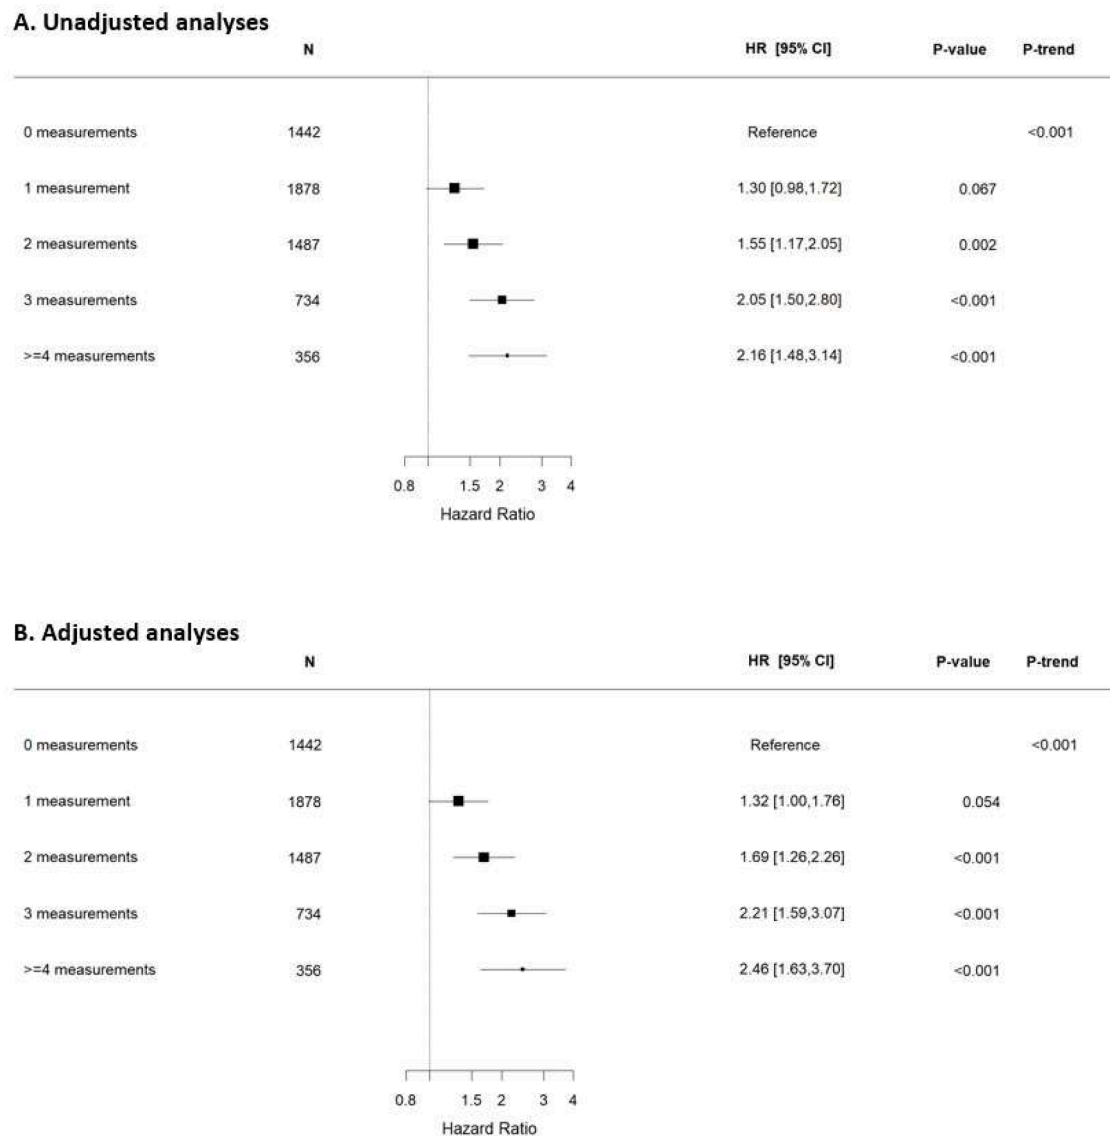 A. Unadjusted analyses
N HR [95% CI] P-value P-trend
0 measurements 1442 Reference <0.001
1 measurement 1878 1.30 [0.98,1.72] 0.067
2 measurements 1487 1.55 [1.17,2.05] 0.002
3 measurements 734 2.05 [1.50,2.80] <0.001
>=4 measurements 356 2.16 [1.48,3.14] <0.001
0.8 1.5 2 3 4
Hazard Ratio
B. Adjusted analyses
N HR [95% CI] P-value P-trend
0 measurements 1442 Reference <0.001
1 measurement 1878 1.32 [1.00,1.76] 0.054
2 measurements 1487 1.69 [1.26,2.26] <0.001
3 measurements 734 2.21 [1.59,3.07] <0.001
>=4 measurements 356 2.46 [1.63,3.70] <0.001
0.8 1.5 2 3 4
Hazard Ratio